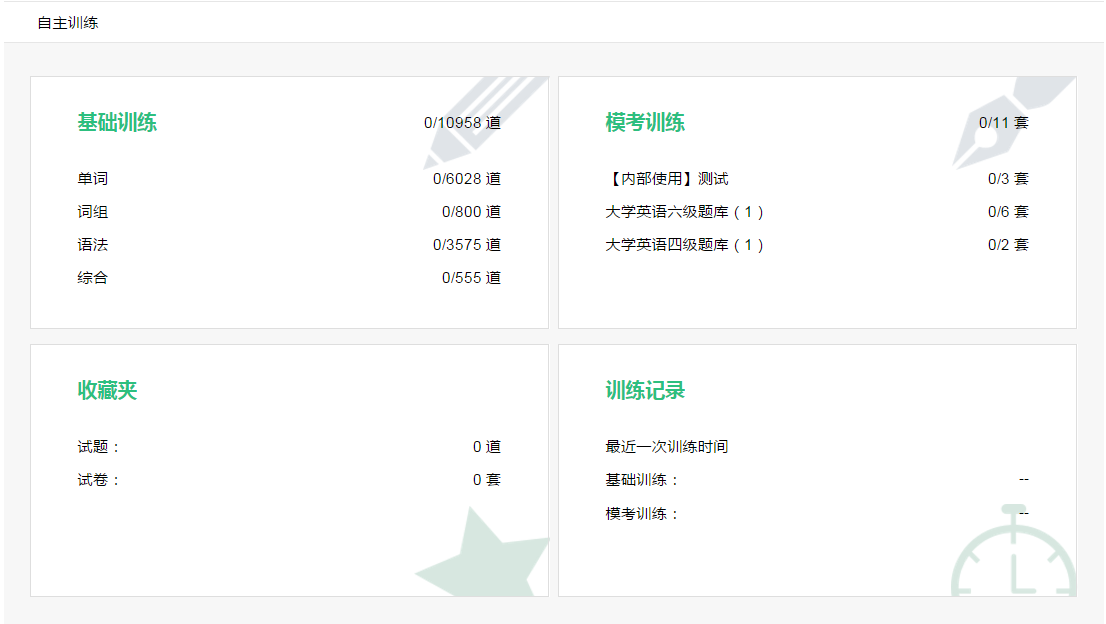 自主训练
基础训练 0/10958 道
单词 0/6028 道
词组 0/800 道
语法 0/3575 道
综合 0/555 道
模考训练 0/11 套
【内部使用】测试 0/3 套
大学英语六级题库（1） 0/6 套
大学英语四级题库（1） 0/2 套
收藏夹
试题： 0 道
试卷： 0 套
训练记录
最近一次训练时间
基础训练： --
模考训练： --